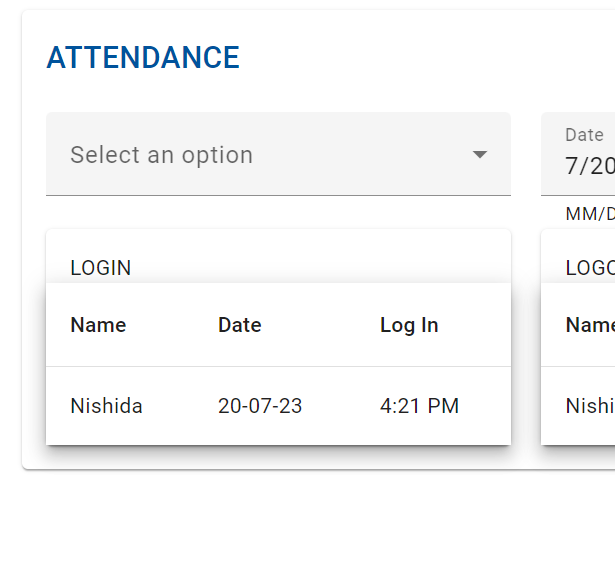 ATTENDANCE
Select an option
Date
7/20
MM/D
LOGIN
Name Date Log In
Nishida 20-07-23 4:21 PM
LOGO
Name
Nishi